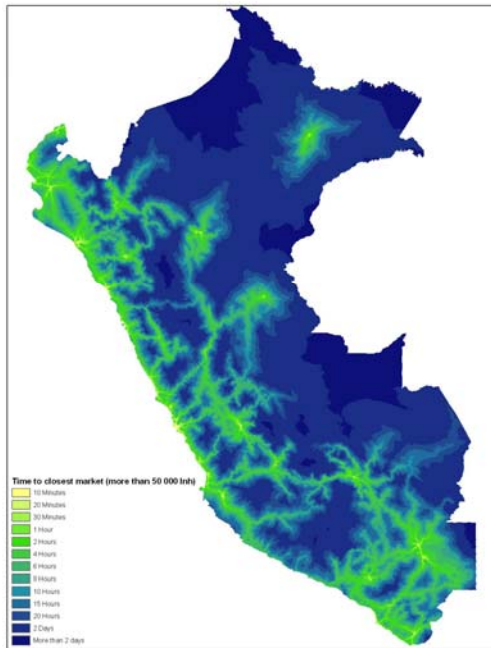 Time to closest market (more than 50 000 Inh)
10 Minutes
20 Minutes
30 Minutes
1 Hour
2 Hours
4 Hours
6 Hours
8 Hours
10 Hours
15 Hours
20 Hours
2 Days
More than 2 days